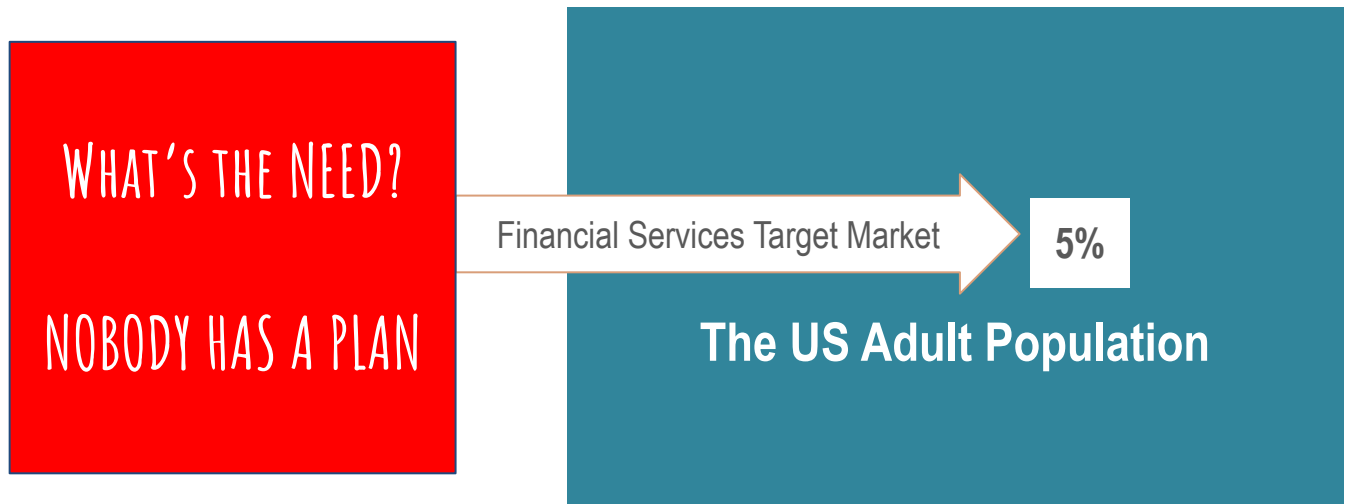 WHAT'S THE NEED?
NOBODY HAS A PLAN
Financial Services Target Market
5%
The US Adult Population